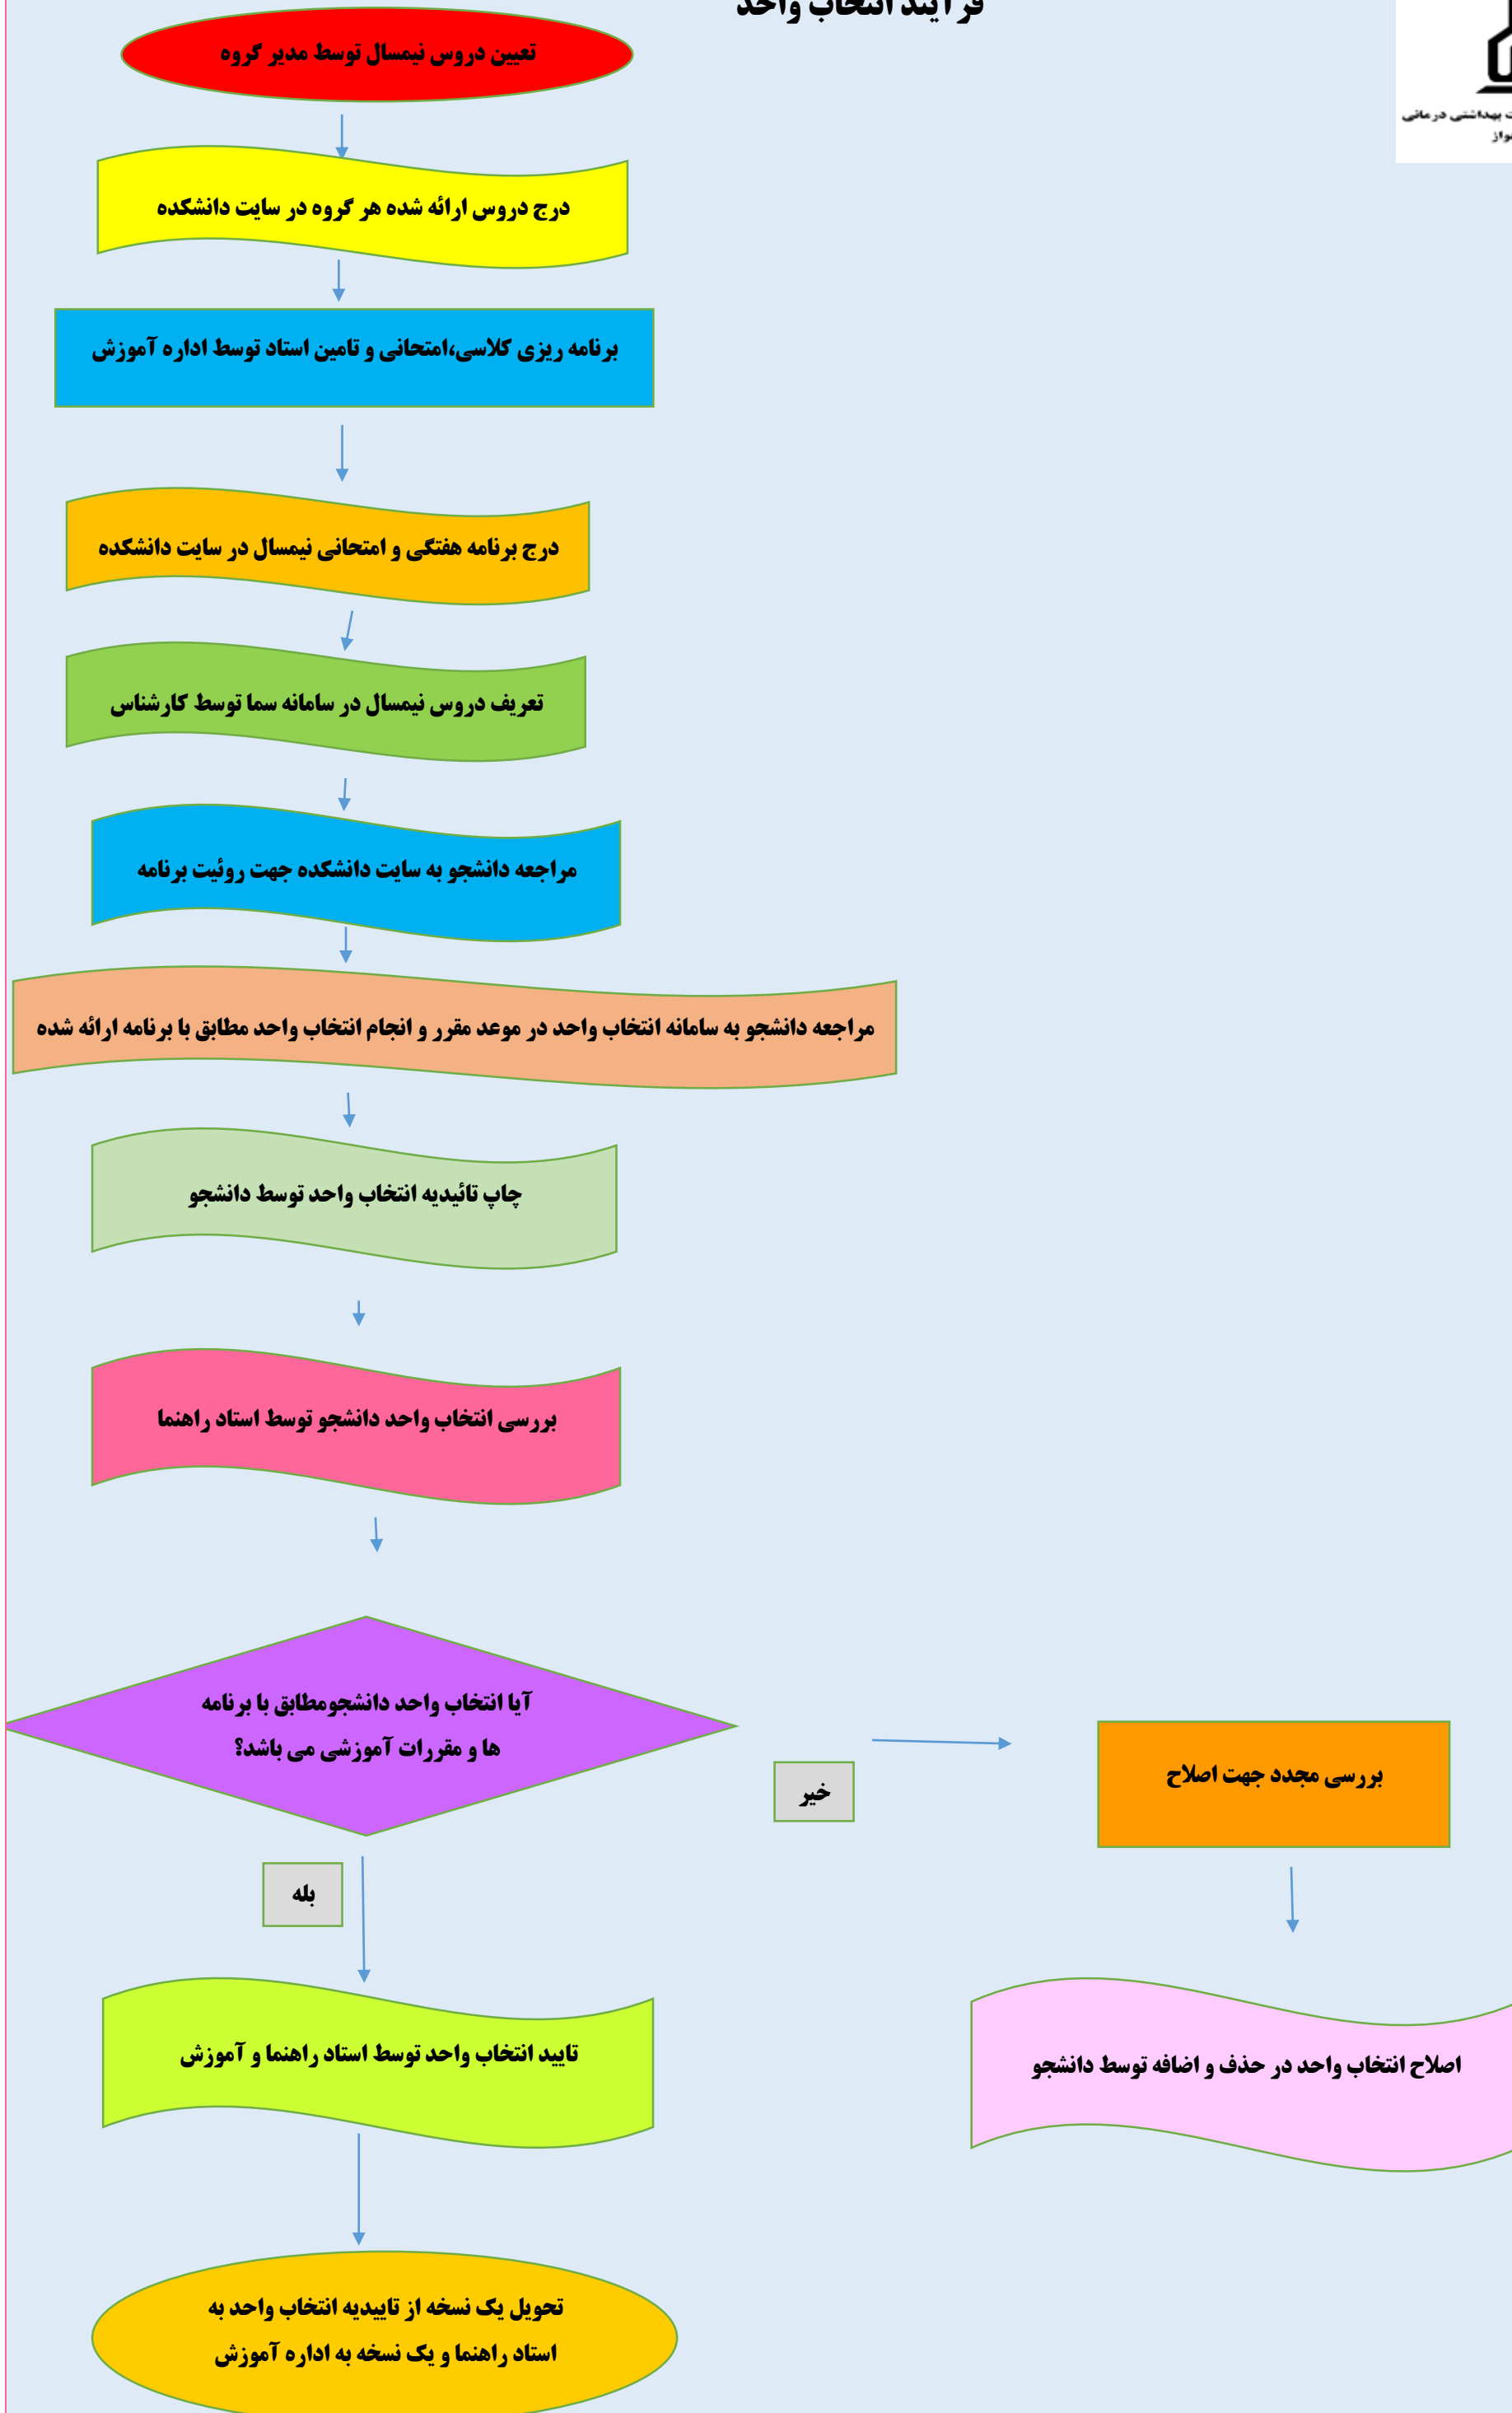 فرآیند انتخاب واحد
بهداشتی درمانی
تعیین دروس نیمسال توسط مدیر گروه
درج دروس ارائه شده هر گروه در سایت دانشکده
برنامه ریزی کلاسی،امتحانی و تامین استاد توسط اداره آموزش
درج برنامه هفتگی و امتحانی نیمسال در سایت دانشکده
تعریف دروس نیمسال در سامانه سما توسط کارشناس
مراجعه دانشجو به سایت دانشکده جهت روئیت برنامه
مراجعه دانشجو به سامانه انتخاب واحد در موعد مقرر و انجام انتخاب واحد مطابق با برنامه ارائه شده
چاپ تائیدیه انتخاب واحد توسط دانشجو
بررسی انتخاب واحد دانشجو توسط استاد راهنما
آیا انتخاب واحد دانشجومطابق با برنامه
ها و مقررات آموزشی می باشد؟
خیر
بررسی مجدد جهت اصلاح
بله
تایید انتخاب واحد توسط استاد راهنما و آموزش
اصلاح انتخاب واحد در حذف و اضافه توسط دانشجو
تحویل یک نسخه از تاییدیه انتخاب واحد به
استاد راهنما و یک نسخه به اداره آموزش